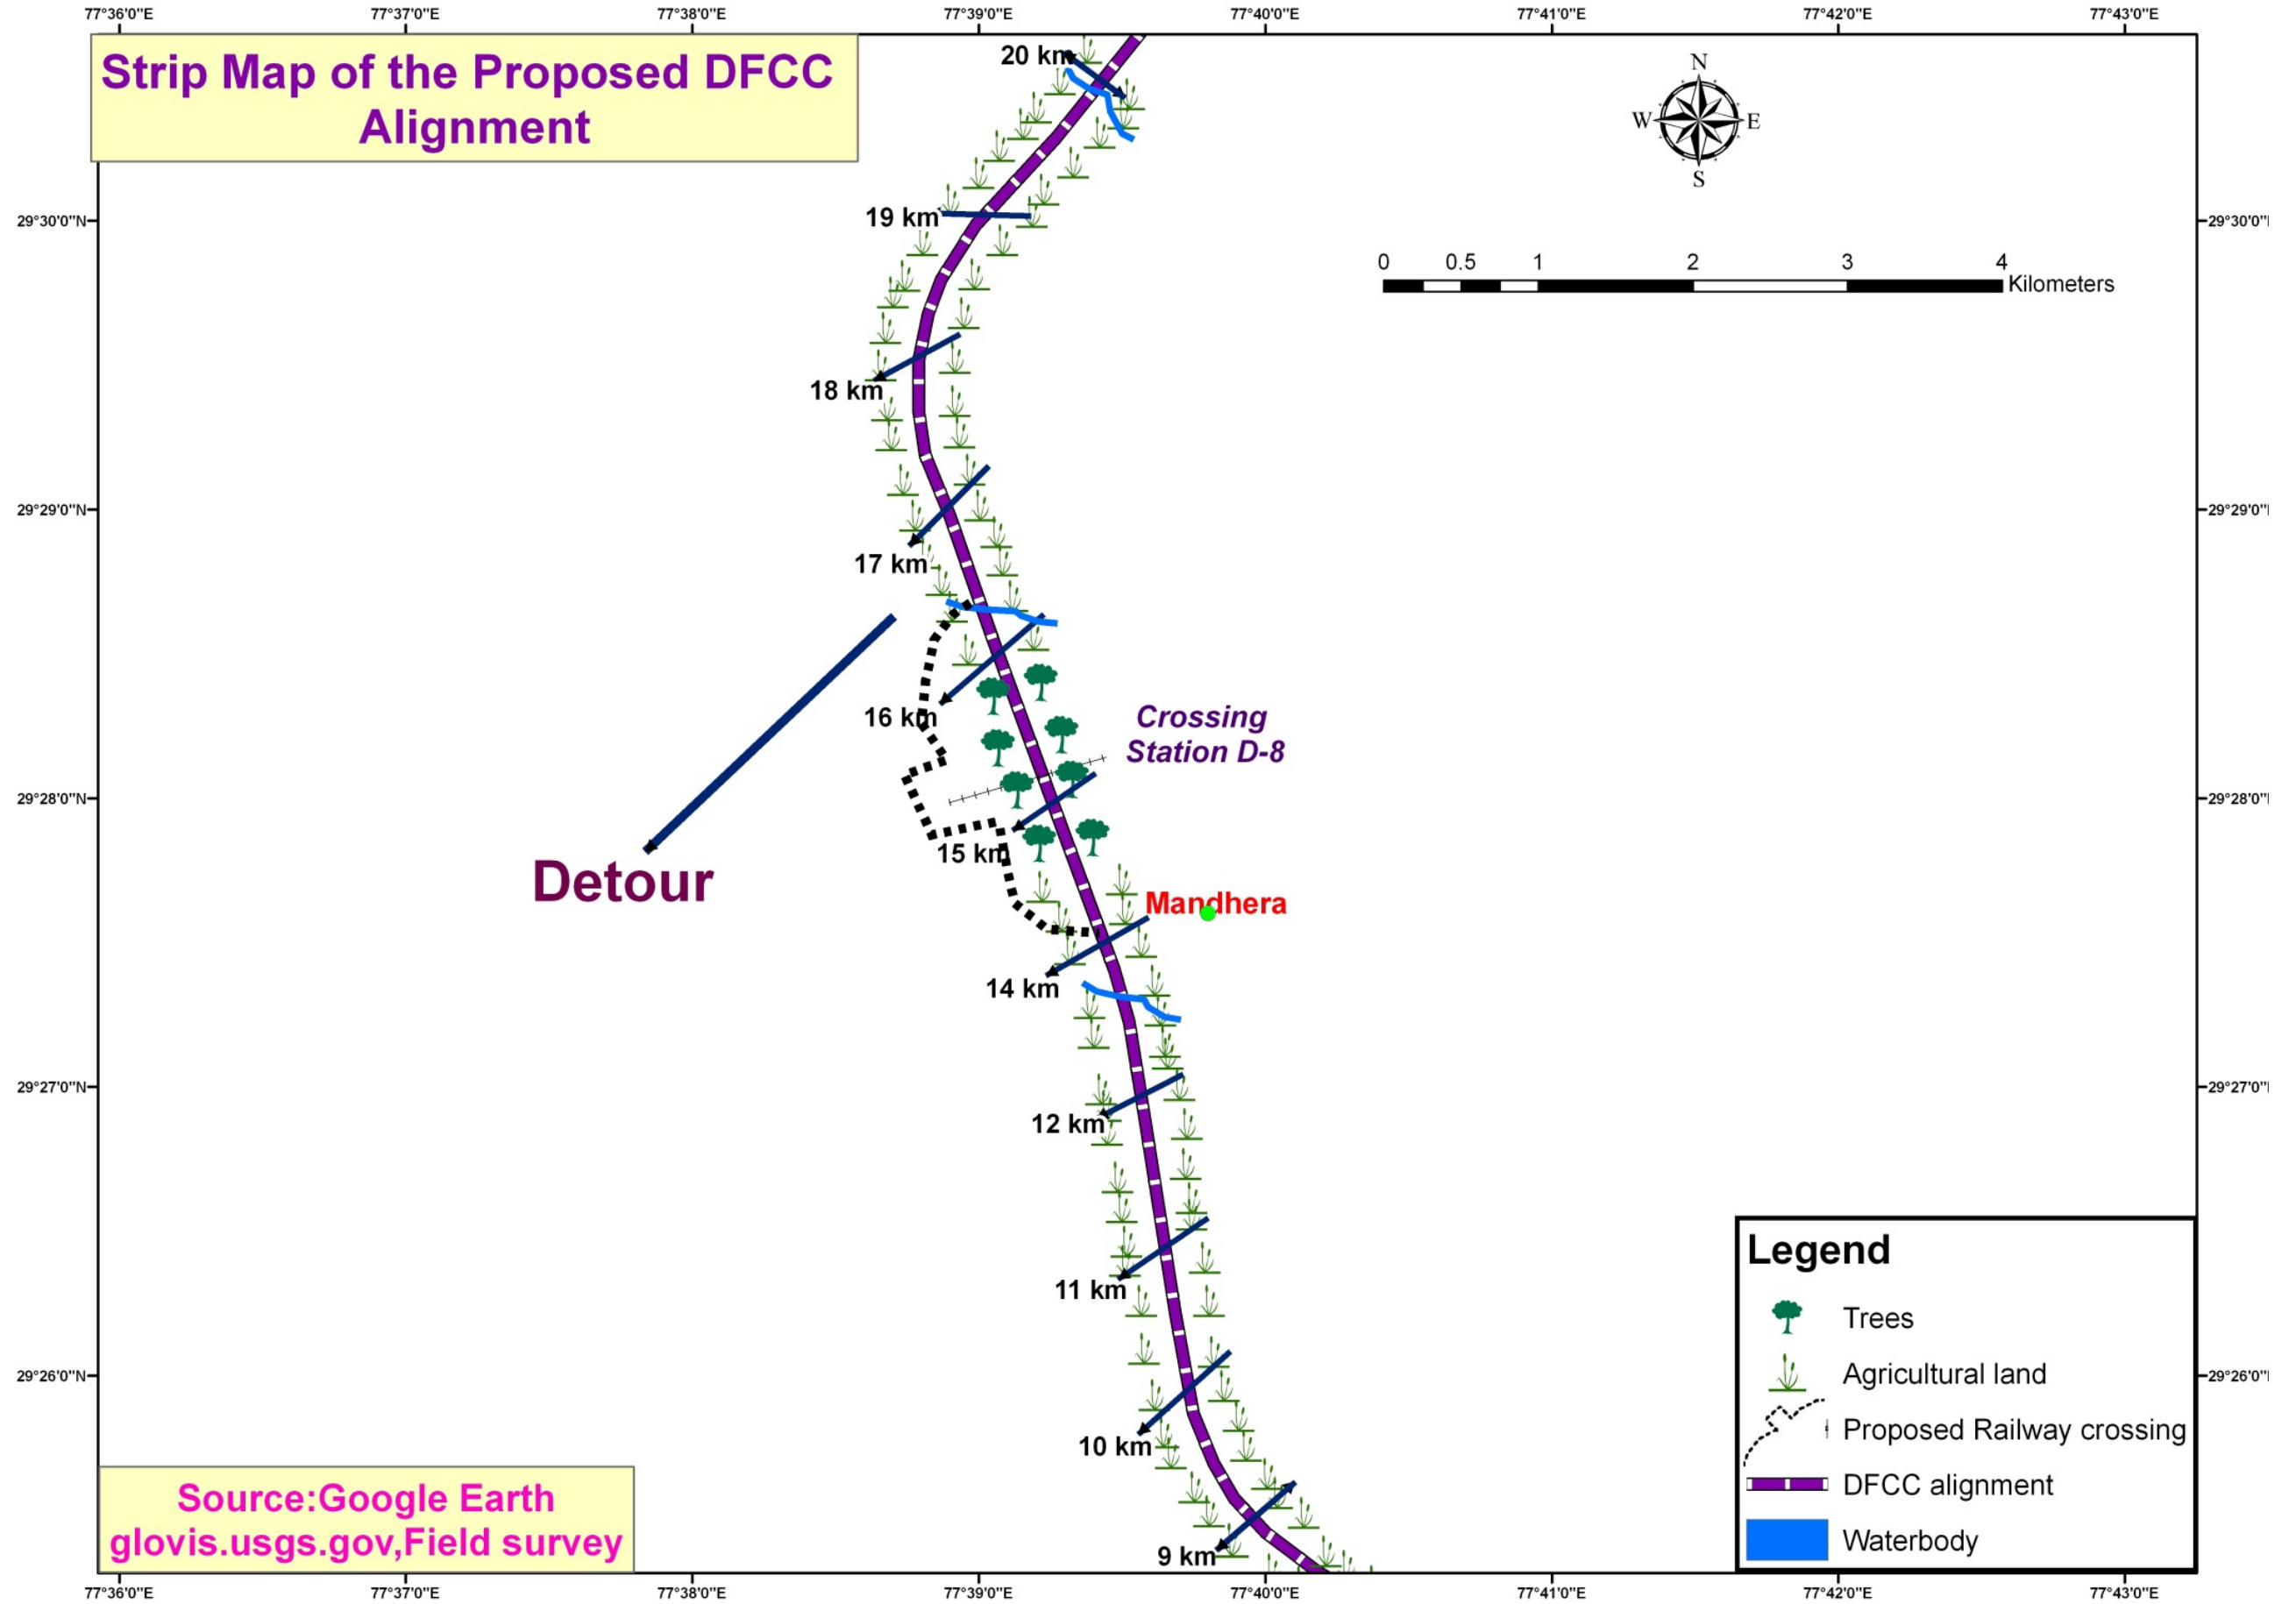 77°36'0"E 77°37'0"E 77°38'0"E 77°39'0"E 77°40'0"E 77°41'0"E 77°42'0"E 77°43'0"E
Strip Map of the Proposed DFCC
Alignment
20 km
N
W E
S
29°30'0"N
19 km
29°30'0"
0 0.5 1 2 3 4
Kilometers
18 km
29°29'0"N
29°29'0"
17 km
16 km
Crossing
Station D-8
29°28'0"N
29°28'0"
15 km
Detour
Mandhera
14 km
29°27'0"N
29°27'0"
12 km
11 km
Legend
Trees
29°26'0"N
Agricultural land
29°26'0"
Proposed Railway crossing
10 km
DFCC alignment
Source:Google Earth
glovis.usgs.gov,Field survey
Waterbody
9 km
77°36'0"E 77°37'0"E 77°38'0"E 77°39'0"E 77°40'0"E 77°41'0"E 77°42'0"E 77°43'0"E